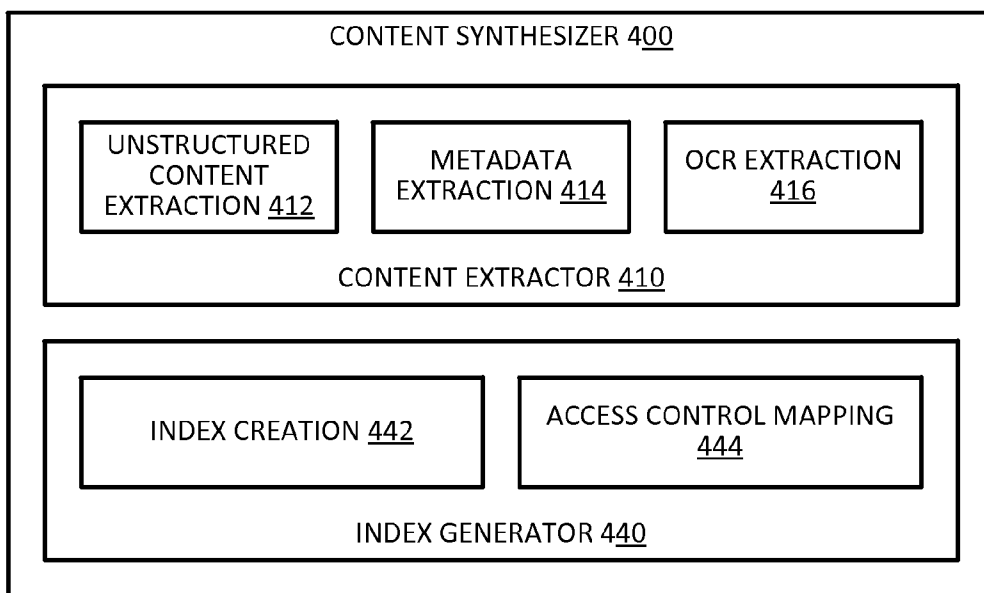 CONTENT SYNTHESIZER 400
UNSTRUCTURED
CONTENT
EXTRACTION 412
METADATA
EXTRACTION 414
OCR EXTRACTION
416
CONTENT EXTRACTOR 410
INDEX CREATION 442
ACCESS CONTROL MAPPING
444
INDEX GENERATOR 440